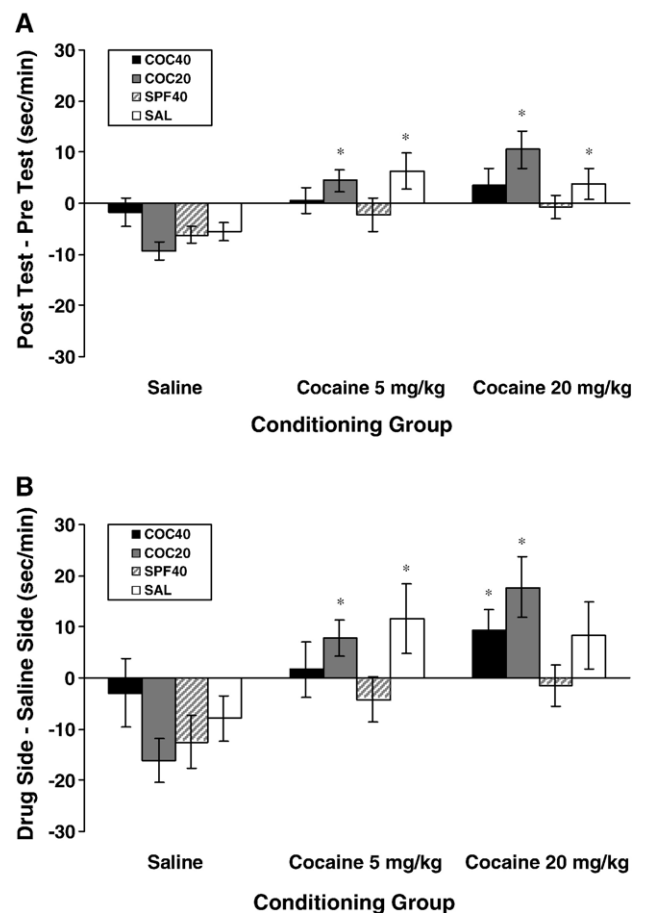 A
Post Test - Pre Test (sec/min)
30
20
10
0
-10
-20
-30
COC40
COC20
SPF40
SAL
* * * *
Saline Cocaine 5 mg/kg Cocaine 20 mg/kg
Conditioning Group
B
Drug Side - Saline Side (sec/min)
30
20
10
0
-10
-20
-30
COC40
COC20
SPF40
SAL
* * * *
Saline Cocaine 5 mg/kg Cocaine 20 mg/kg
Conditioning Group